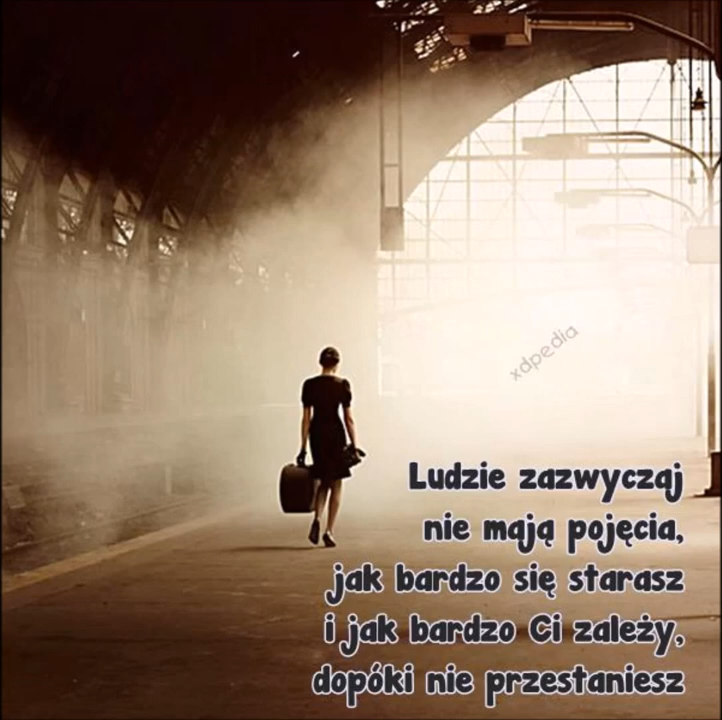 xdpedia
Ludzie zazwyczaj
nie mają pojęcia,
jak bardzo się starasz
i jak bardzo Ci zależy,
dopóki nie przestaniesz